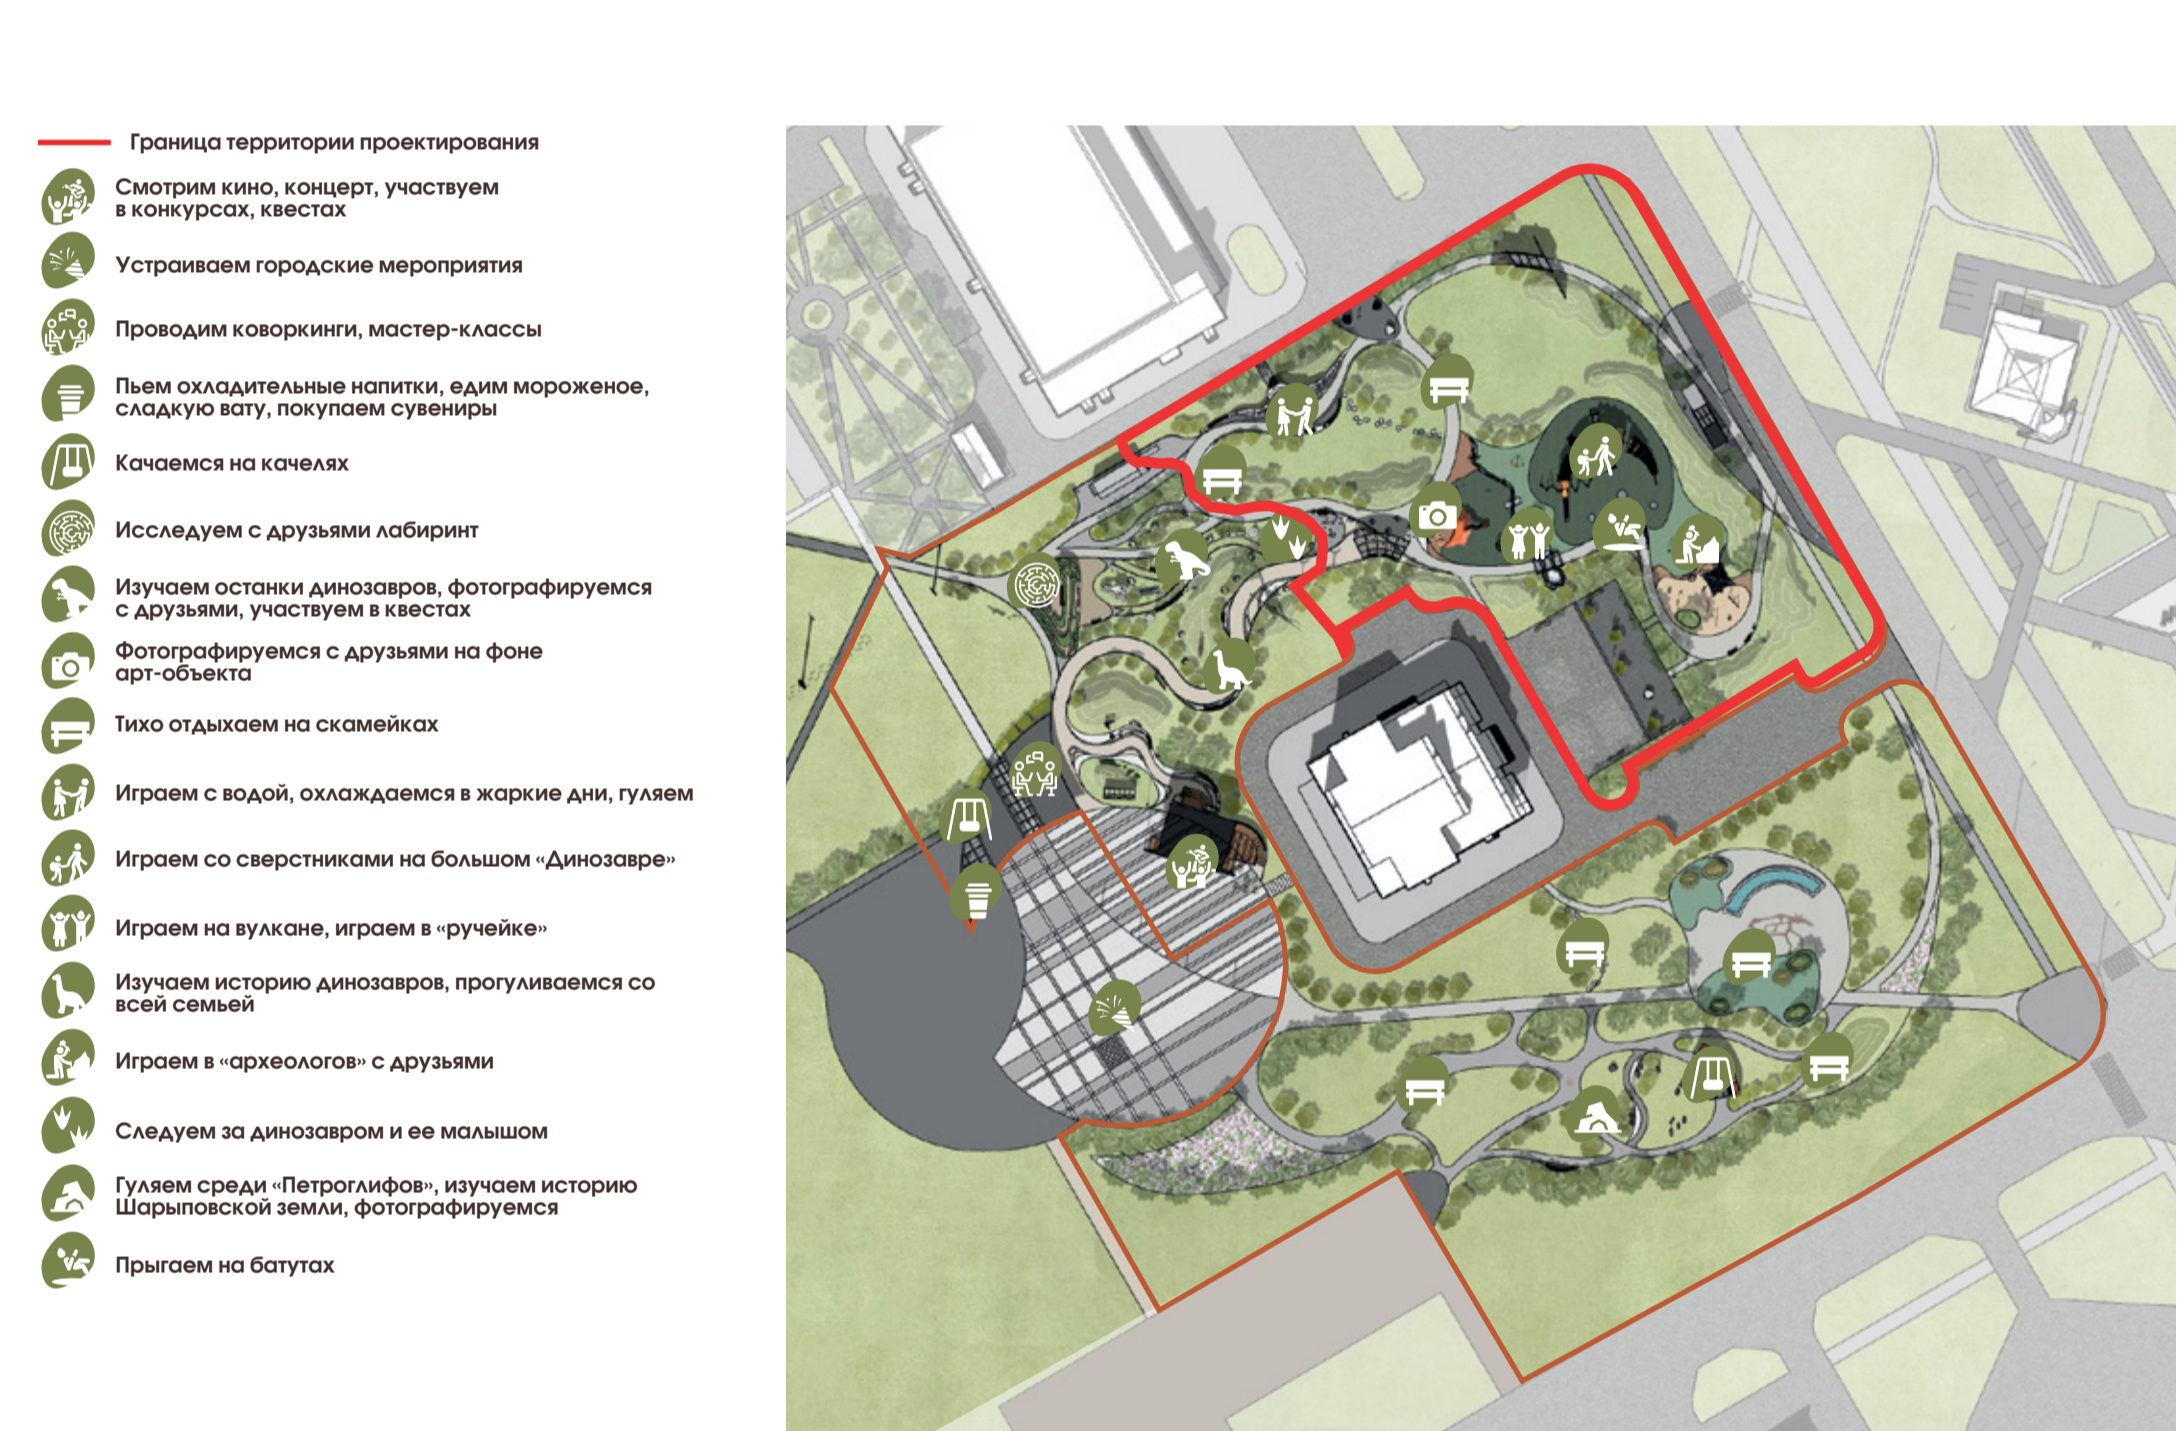 Граница территории проектирования
Смотрим кино, концерт, участвуем
в конкурсах, квестах
Устраиваем городские мероприятия
Проводим коворкинги, мастер-классы
Пьем охладительные напитки, едим мороженое,
сладкую вату, покупаем сувениры
Качаемся на качелях
Исследуем с друзьями лабиринт
Изучаем останки динозавров, фотографируемся
с друзьями, участвуем в квестах
Фотографируемся с друзьями на фоне
арт-объекта
Тихо отдыхаем на скамейках
Играем с водой, охлаждаемся в жаркие дни, гуляем
Играем со сверстниками на большом «Динозавре»
Играем на вулкане, играем в «ручейке»
Изучаем историю динозавров, прогуливаемся со
всей семьей
Играем в «археологов» с друзьями
Следуем за динозавром и ее малышом
Гуляем среди «Петроглифов», изучаем историю
Шарыповской земли, фотографируемся
Прыгаем на батутах